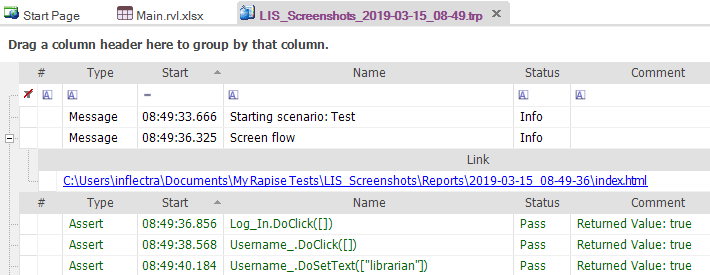 Start Page Main.rvl.xlsx LIS_Screenshots_2019-03-15_08-49.trp
Drag a column header here to group by that column.
# Type Start Name Status Comment
Message 08:49:33.666 Starting scenario: Test Info
Message 08:49:36.325 Screen flow Info
Link
C:\Users\inflectra\Documents\My Rapise Tests\LIS_Screenshots\Reports\2019-03-15_08-49-36\index.html
# Type Start Name Status Comment
Assert 08:49:36.856 Log_In.DoClick([]) Pass Returned Value: true
Assert 08:49:38.568 Username_.DoClick([]) Pass Returned Value: true
Assert 08:49:40.184 Username_.DoSetText(["librarian"]) Pass Returned Value: true